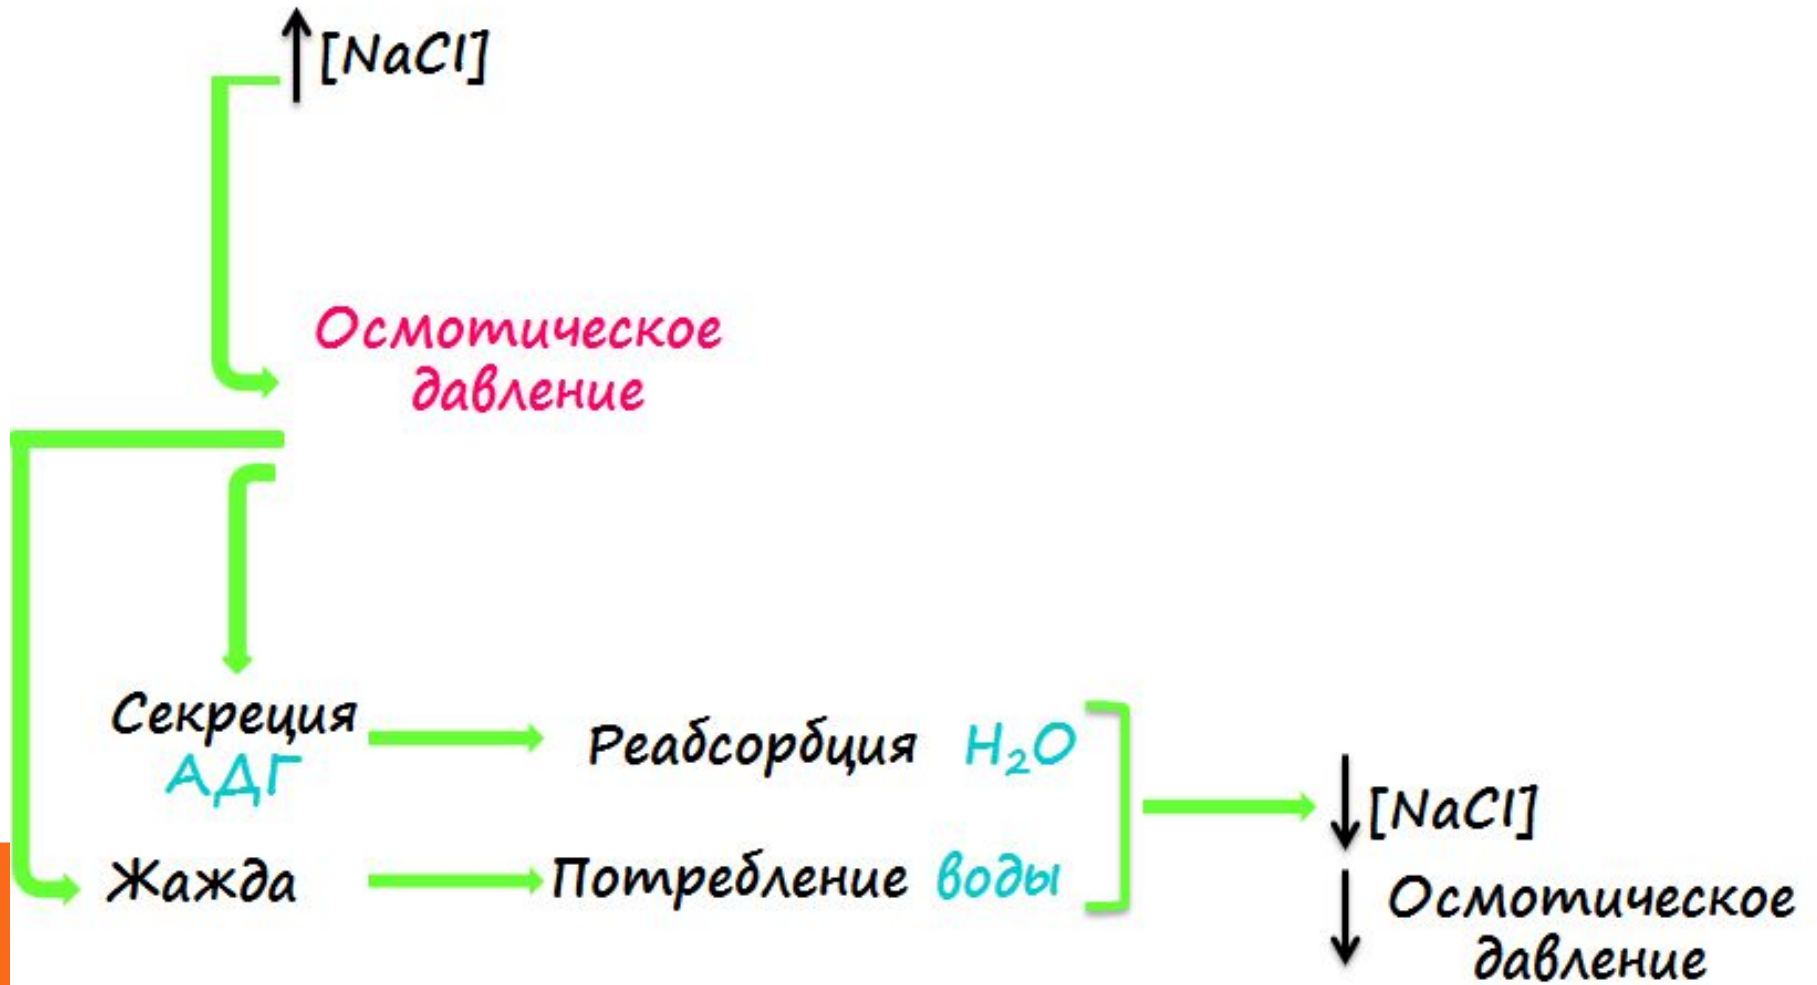 ↑[NaCl]
Осмотическое
давление
Секреция
АДГ
Реабсорбция H₂O
Жажда
Потребление воды
↓[NaCl]
↓ Осмотическое
давление